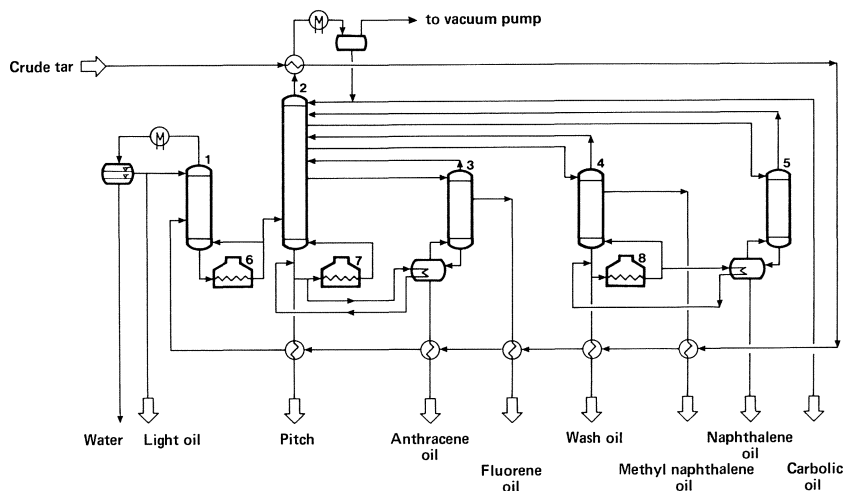 M
to vacuum pump
Crude tar
2
M
1
3
4
5
6
7
8
Water
Light oil
Pitch
Anthracene
oil
Fluorene
oil
Wash oil
Methyl naphthalene
oil
Naphthalene
oil
Carbolic
oil